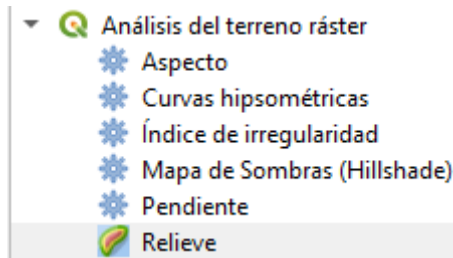 Análisis del terreno ráster
Aspecto
Curvas hipsométricas
Índice de irregularidad
Mapa de Sombras (Hillshade)
Pendiente
Relieve